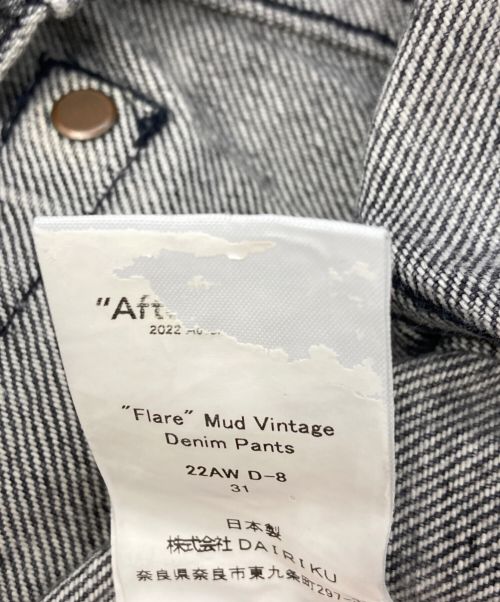 "Aft
2022
"Flare" Mud Vintage
Denim Pants
22AW D-8
31
日本製
株式会社 DAIRIKU
奈良県奈良市東九条町297-